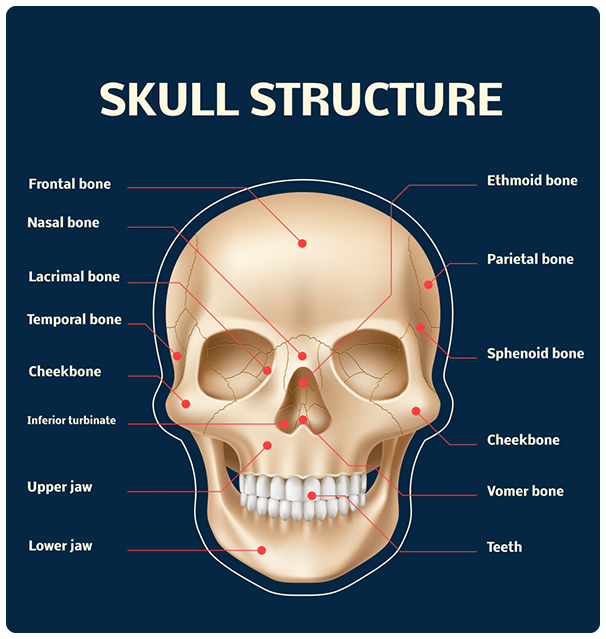 SKULL STRUCTURE
Frontal bone
Nasal bone
Lacrimal bone
Temporal bone
Cheekbone
Inferior turbinate
Upper jaw
Lower jaw
Ethmoid bone
Parietal bone
Sphenoid bone
Cheekbone
Vomer bone
Teeth